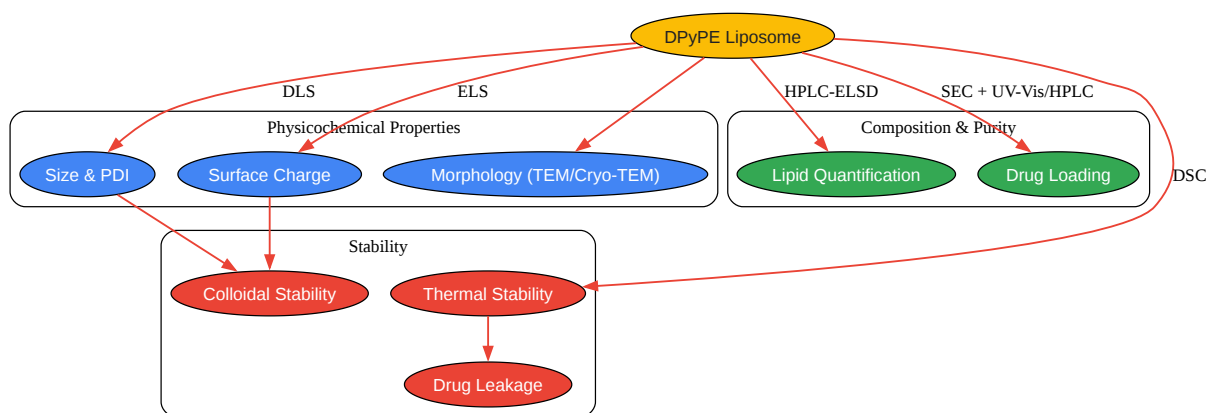 DPyPE Liposome
DLS
ELS
HPLC-ELSD
SEC + UV-Vis/HPLC
Physicochemical Properties
Composition & Purity
Size & PDI
Surface Charge
Morphology (TEM/Cryo-TEM)
Lipid Quantification
Drug Loading
DSC
Stability
Colloidal Stability
Thermal Stability
Drug Leakage